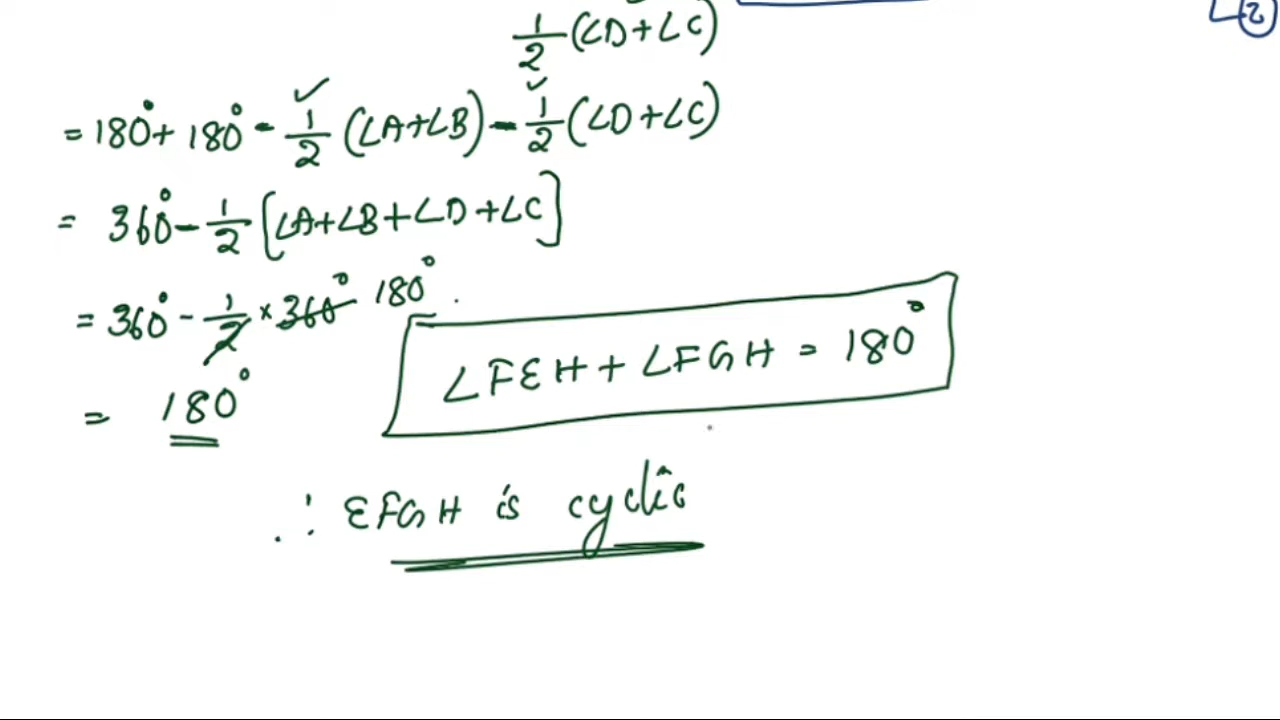 ½ (∠D + ∠C)
②
= 180° + 180° - ½ (∠A + ∠B) - ½ (∠D + ∠C)
= 360° - ½ [∠A + ∠B + ∠D + ∠C]
= 360° - ½ × 360° 180°.
∠FEH + ∠FGH = 180°
= 180°
∴ EFGH is cyclic